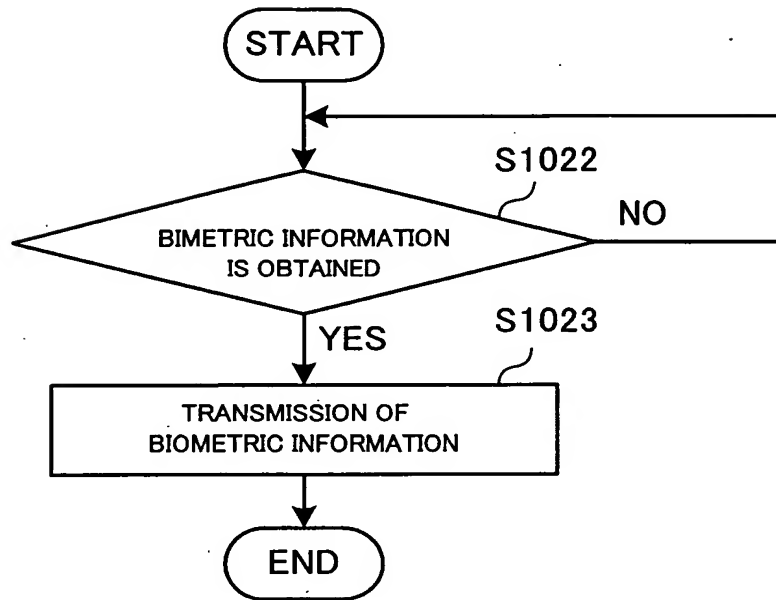 START
S1022
BIMETRIC INFORMATION
IS OBTAINED
NO
YES
S1023
TRANSMISSION OF
BIOMETRIC INFORMATION
END